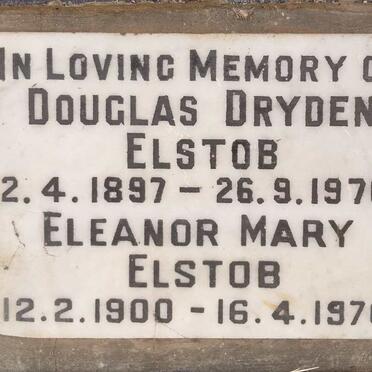 IN LOVING MEMORY O
DOUGLAS DRYDEN
ELSTOB
2.4.1897 - 26.9.197
ELEANOR MARY
ELSTOB
12.2.1900 - 16.4.197